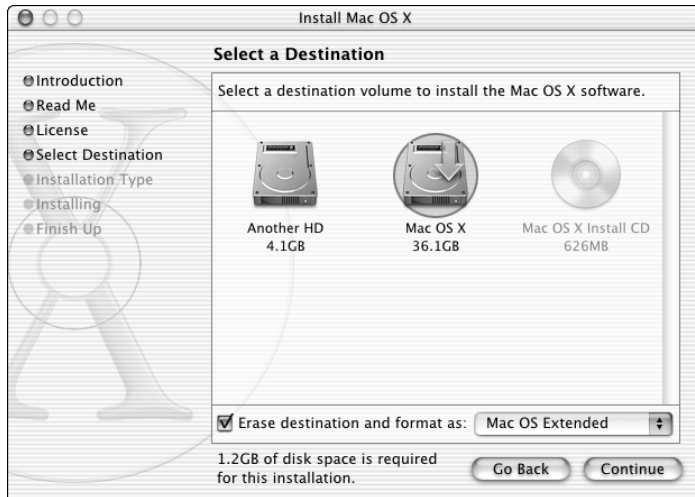 Install Mac OS X
Select a Destination
Introduction
Read Me
License
Select Destination
Installation Type
Installing
Finish Up
Select a destination volume to install the Mac OS X software.
Another HD
4.1GB
Mac OS X
36.1GB
Mac OS X Install CD
626MB
Erase destination and format as:
Mac OS Extended
1.2GB of disk space is required
for this installation.
Go Back
Continue